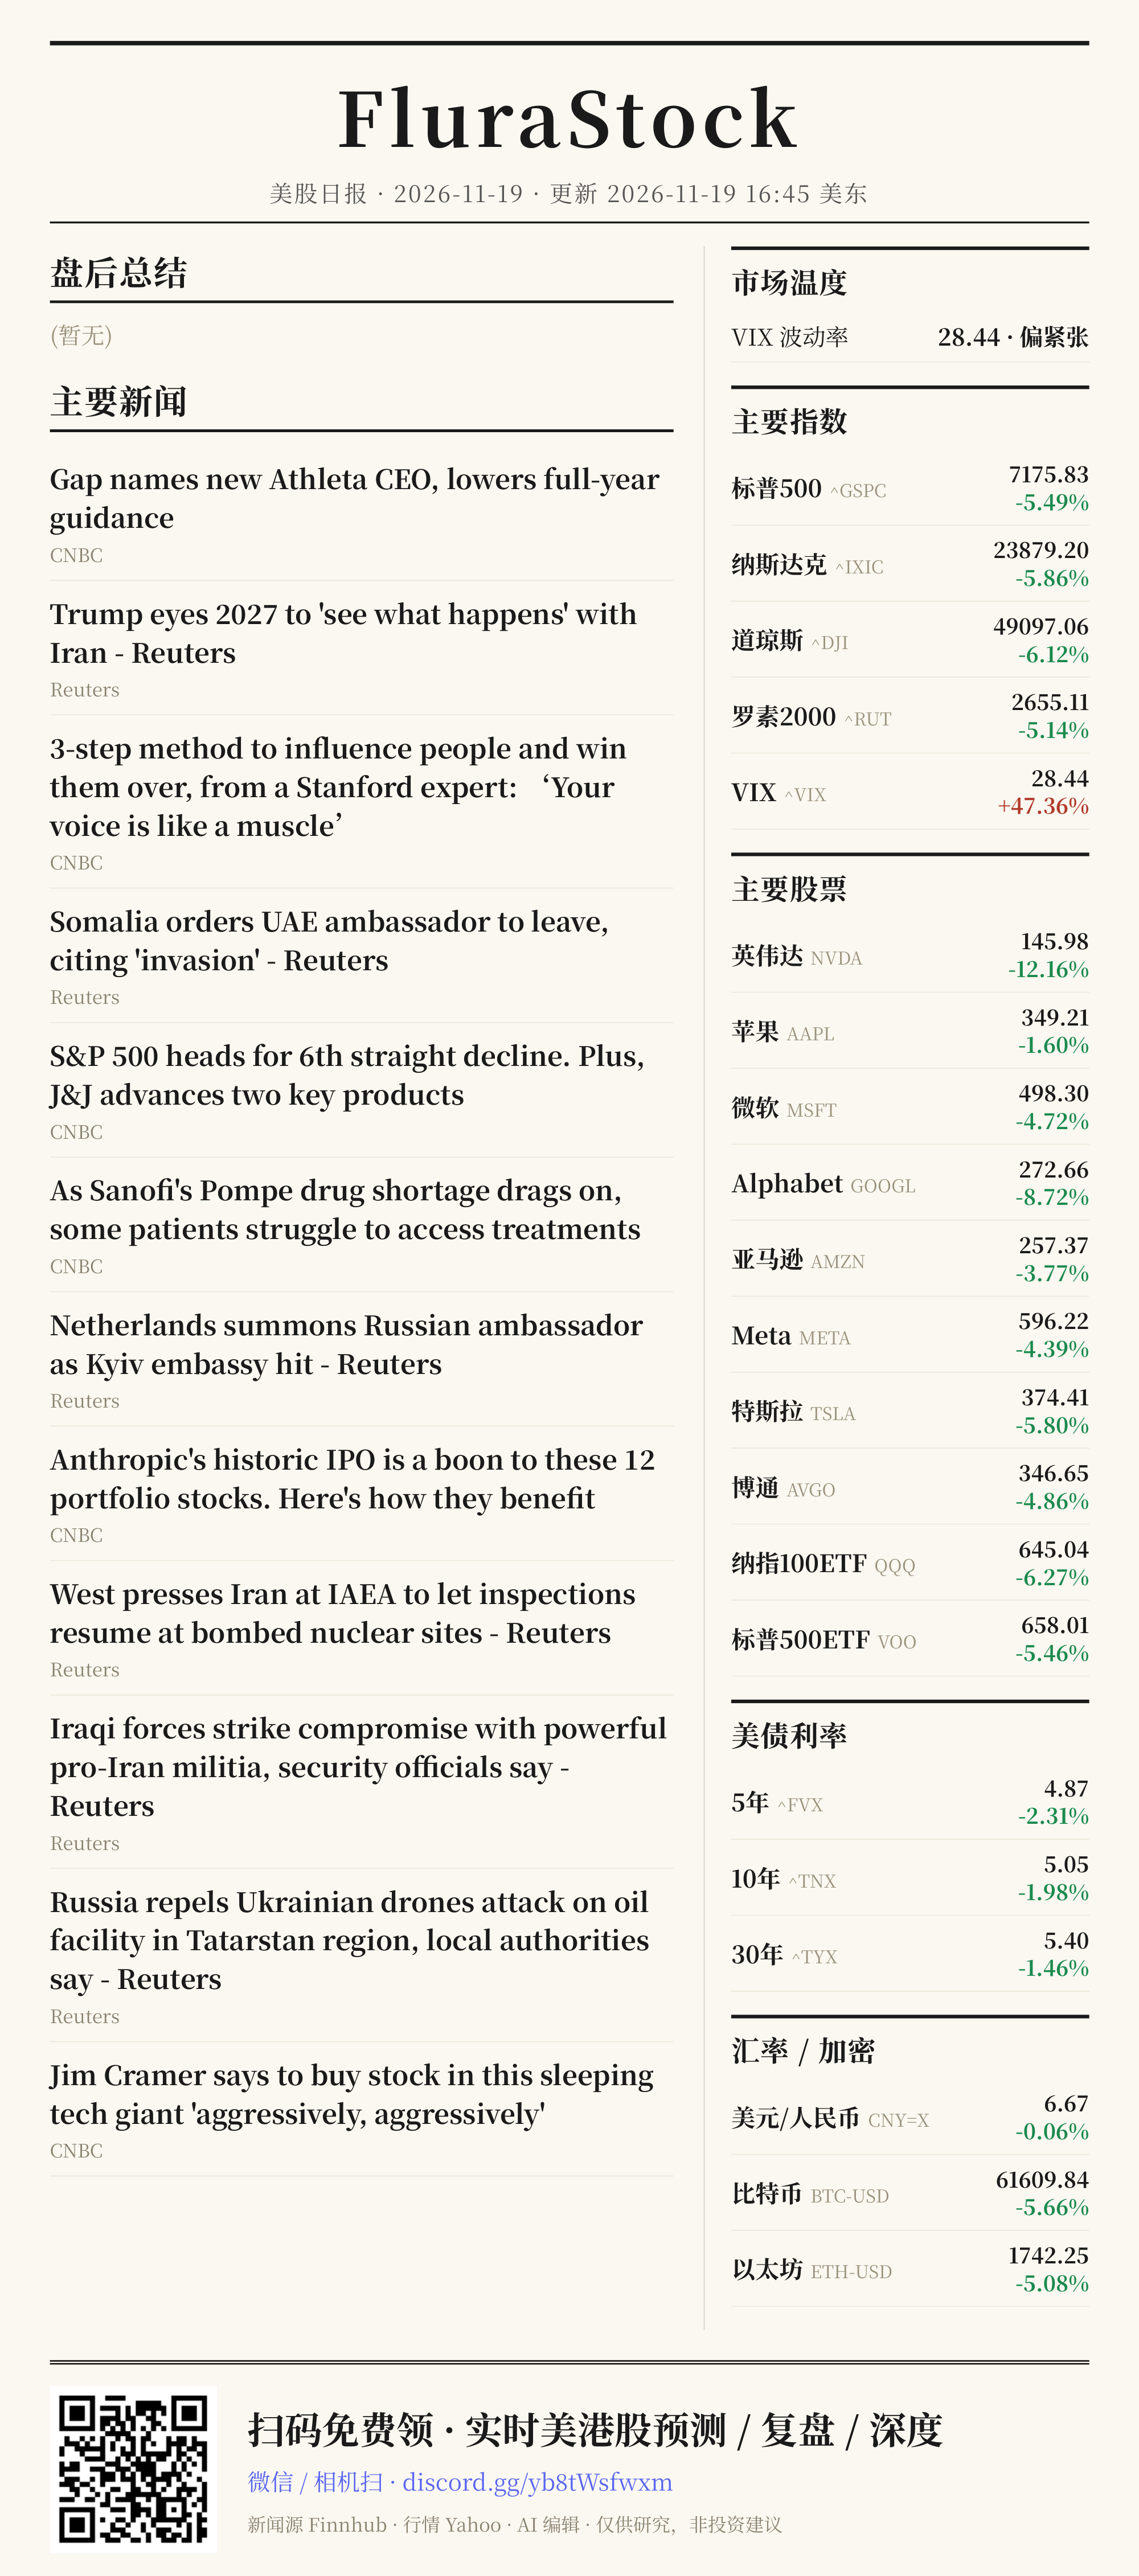 FluraStock
美股日报 · 2026-11-19 · 更新 2026-11-19 16:45 美东
盘后总结
(暂无)
主要新闻
Gap names new Athleta CEO, lowers full-year
guidance
CNBC
Trump eyes 2027 to 'see what happens' with
Iran - Reuters
Reuters
3-step method to influence people and win
them over, from a Stanford expert: ‘Your
voice is like a muscle’
CNBC
Somalia orders UAE ambassador to leave,
citing 'invasion' - Reuters
Reuters
S&P 500 heads for 6th straight decline. Plus,
J&J advances two key products
CNBC
As Sanofi's Pompe drug shortage drags on,
some patients struggle to access treatments
CNBC
Netherlands summons Russian ambassador
as Kyiv embassy hit - Reuters
Reuters
Anthropic's historic IPO is a boon to these 12
portfolio stocks. Here's how they benefit
CNBC
West presses Iran at IAEA to let inspections
resume at bombed nuclear sites - Reuters
Reuters
Iraqi forces strike compromise with powerful
pro-Iran militia, security officials say -
Reuters
Reuters
Russia repels Ukrainian drones attack on oil
facility in Tatarstan region, local authorities
say - Reuters
Reuters
Jim Cramer says to buy stock in this sleeping
tech giant 'aggressively, aggressively'
CNBC
市场温度
VIX 波动率 28.44 · 偏紧张
主要指数
标普500 ^GSPC 7175.83
-5.49%
纳斯达克 ^IXIC 23879.20
-5.86%
道琼斯 ^DJI 49097.06
-6.12%
罗素2000 ^RUT 2655.11
-5.14%
VIX ^VIX 28.44
+47.36%
主要股票
英伟达 NVDA 145.98
-12.16%
苹果 AAPL 349.21
-1.60%
微软 MSFT 498.30
-4.72%
Alphabet GOOGL 272.66
-8.72%
亚马逊 AMZN 257.37
-3.77%
Meta META 596.22
-4.39%
特斯拉 TSLA 374.41
-5.80%
博通 AVGO 346.65
-4.86%
纳指100ETF QQQ 645.04
-6.27%
标普500ETF VOO 658.01
-5.46%
美债利率
5年 ^FVX 4.87
-2.31%
10年 ^TNX 5.05
-1.98%
30年 ^TYX 5.40
-1.46%
汇率 / 加密
美元/人民币 CNY=X 6.67
-0.06%
比特币 BTC-USD 61609.84
-5.66%
以太坊 ETH-USD 1742.25
-5.08%
扫码免费领 · 实时美港股预测 / 复盘 / 深度
微信 / 相机扫 · discord.gg/yb8tWsfwxm
新闻源 Finnhub · 行情 Yahoo · AI 编辑 · 仅供研究，非投资建议